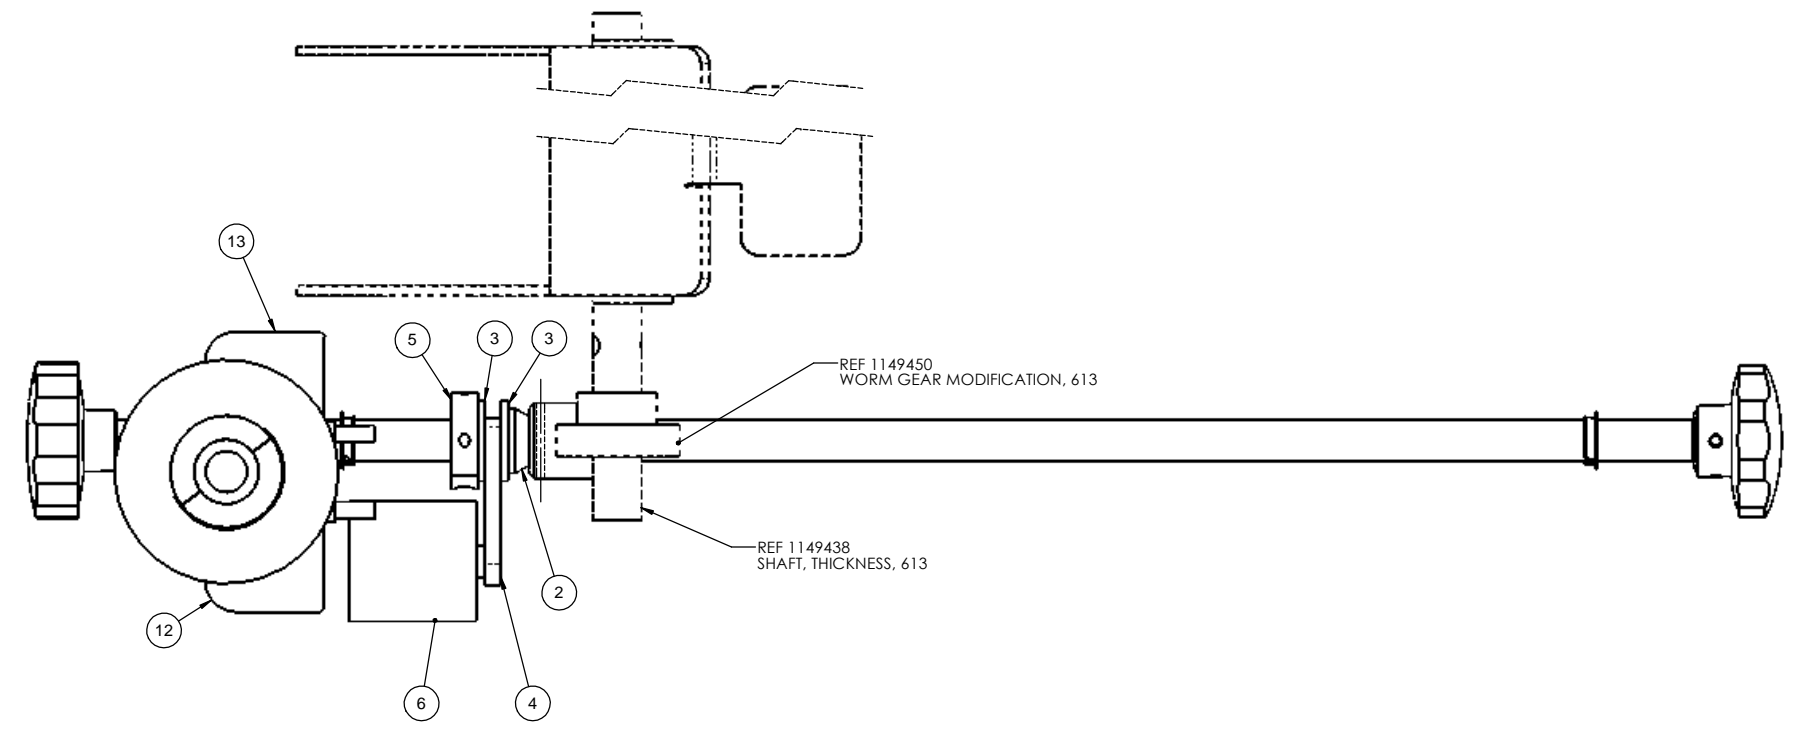 13
5
3
3
REF 1149450
WORM GEAR MODIFICATION, 613
REF 1149438
SHAFT, THICKNESS, 613
2
12
6
4